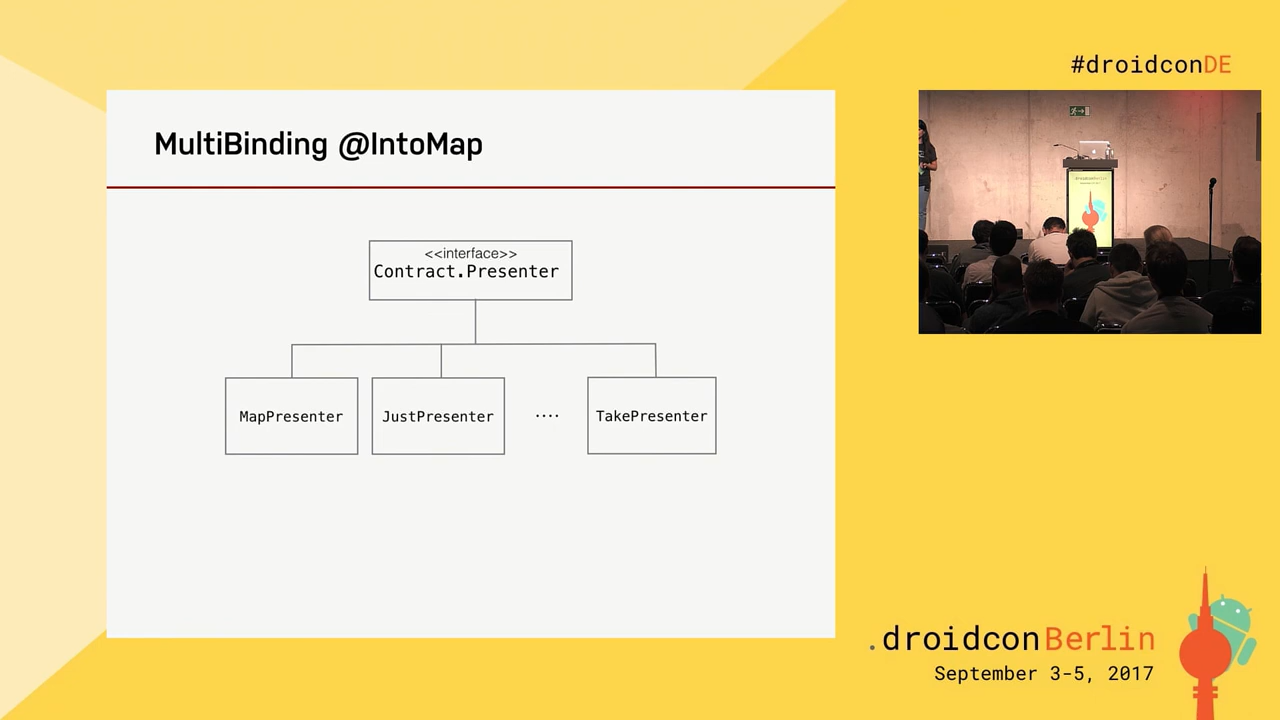 #droidconDE
MultiBinding @IntoMap
<<interface>>
Contract.Presenter
MapPresenter
JustPresenter
....
TakePresenter
.droidconBerlin
September 3-5, 2017